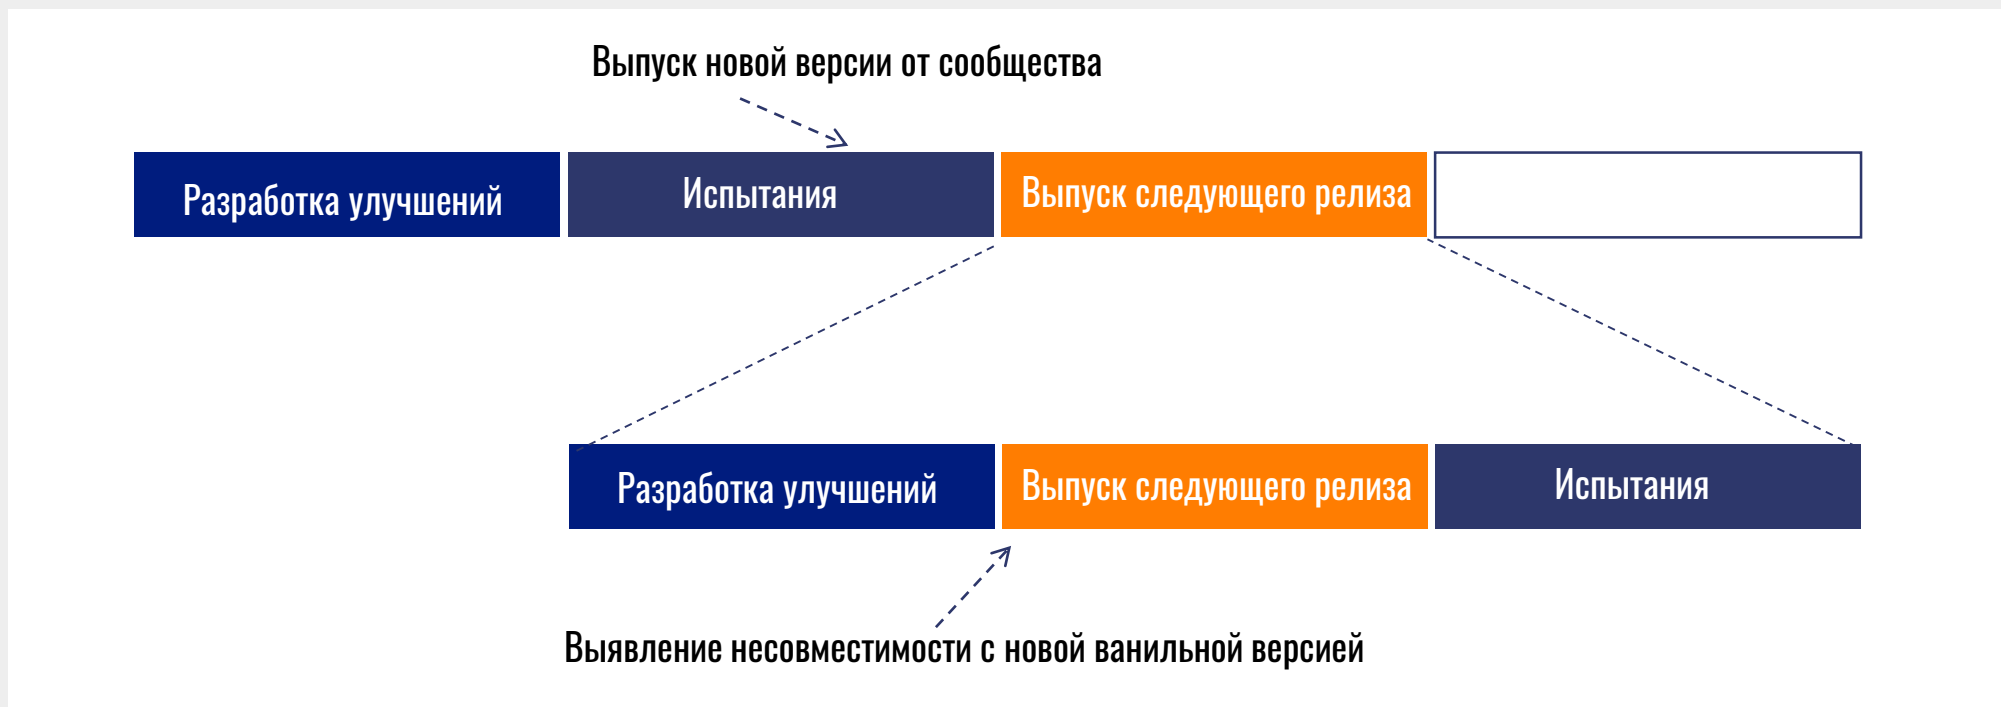 Выпуск новой версии от сообщества
Разработка улучшений
Испытания
Выпуск следующего релиза
Разработка улучшений
Выпуск следующего релиза
Испытания
Выявление несовместимости с новой ванильной версией